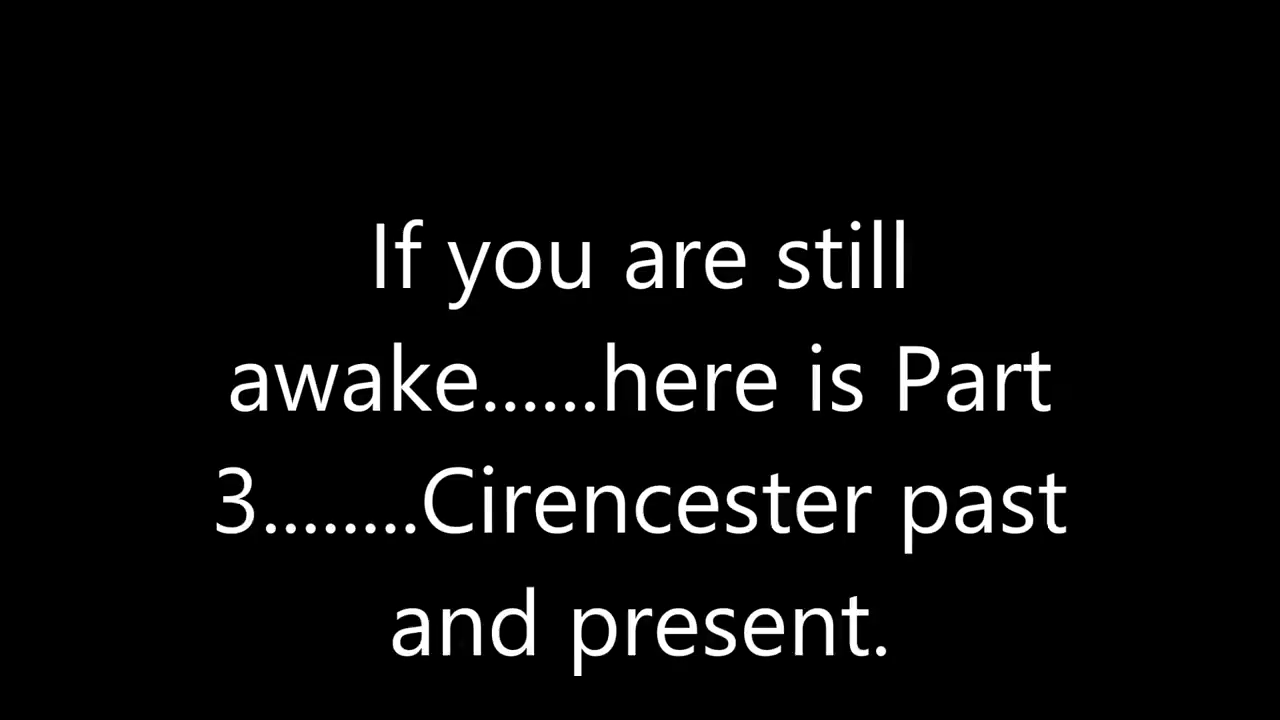 If you are still
awake......here is Part
3........Cirencester past
and present.